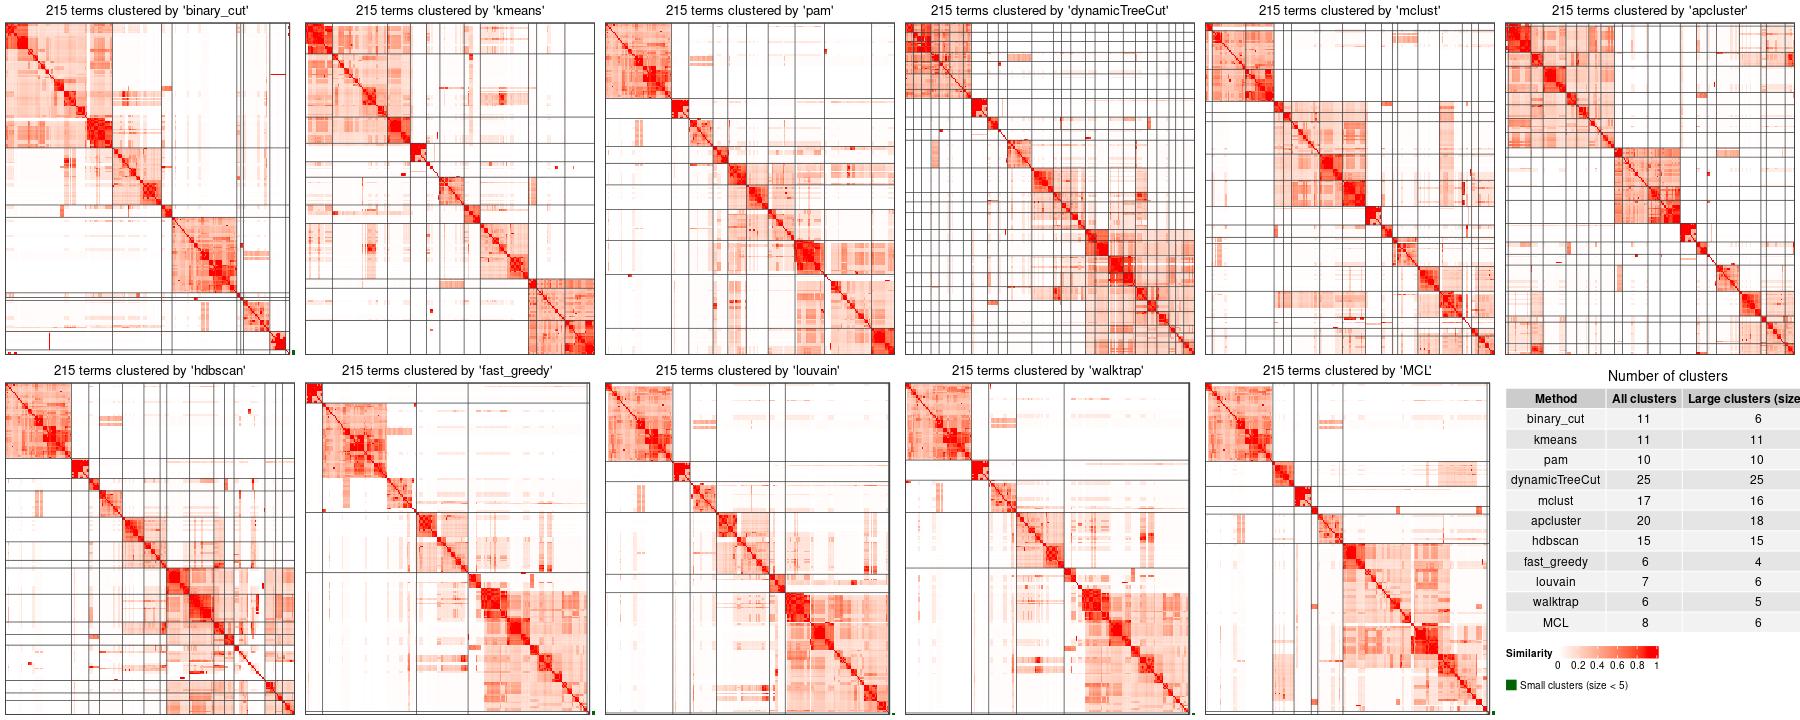 215 terms clustered by 'binary_cut'
215 terms clustered by 'kmeans'
215 terms clustered by 'pam'
215 terms clustered by 'dynamicTreeCut'
215 terms clustered by 'mclust'
215 terms clustered by 'apcluster'
215 terms clustered by 'hdbscan'
215 terms clustered by 'fast_greedy'
215 terms clustered by 'louvain'
215 terms clustered by 'walktrap'
215 terms clustered by 'MCL'
Number of clusters
Method All clusters Large clusters (size
binary_cut 11 6
kmeans 11 11
pam 10 10
dynamicTreeCut 25 25
mclust 17 16
apcluster 20 18
hdbscan 15 15
fast_greedy 6 4
louvain 7 6
walktrap 6 5
MCL 8 6
Similarity
0 0.2 0.4 0.6 0.8 1
Small clusters (size < 5)